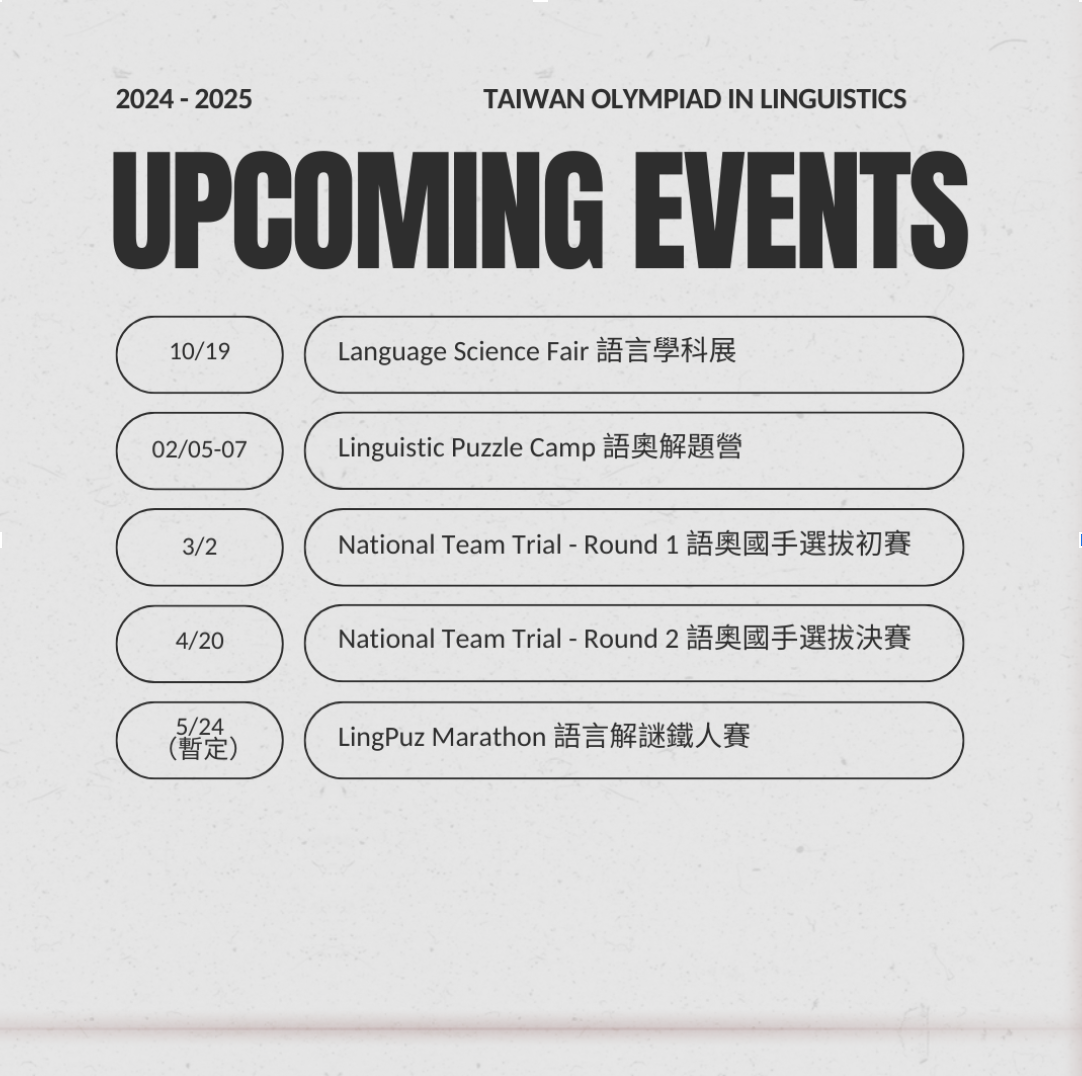 2024 - 2025
TAIWAN OLYMPIAD IN LINGUISTICS
UPCOMING EVENTS
10/19
Language Science Fair 語言學科展
02/05-07
Linguistic Puzzle Camp 語奧解題營
3/2
National Team Trial - Round 1 語奧國手選拔初賽
4/20
National Team Trial - Round 2 語奧國手選拔決賽
5/24
（暫定）
LingPuz Marathon 語言解謎鐵人賽